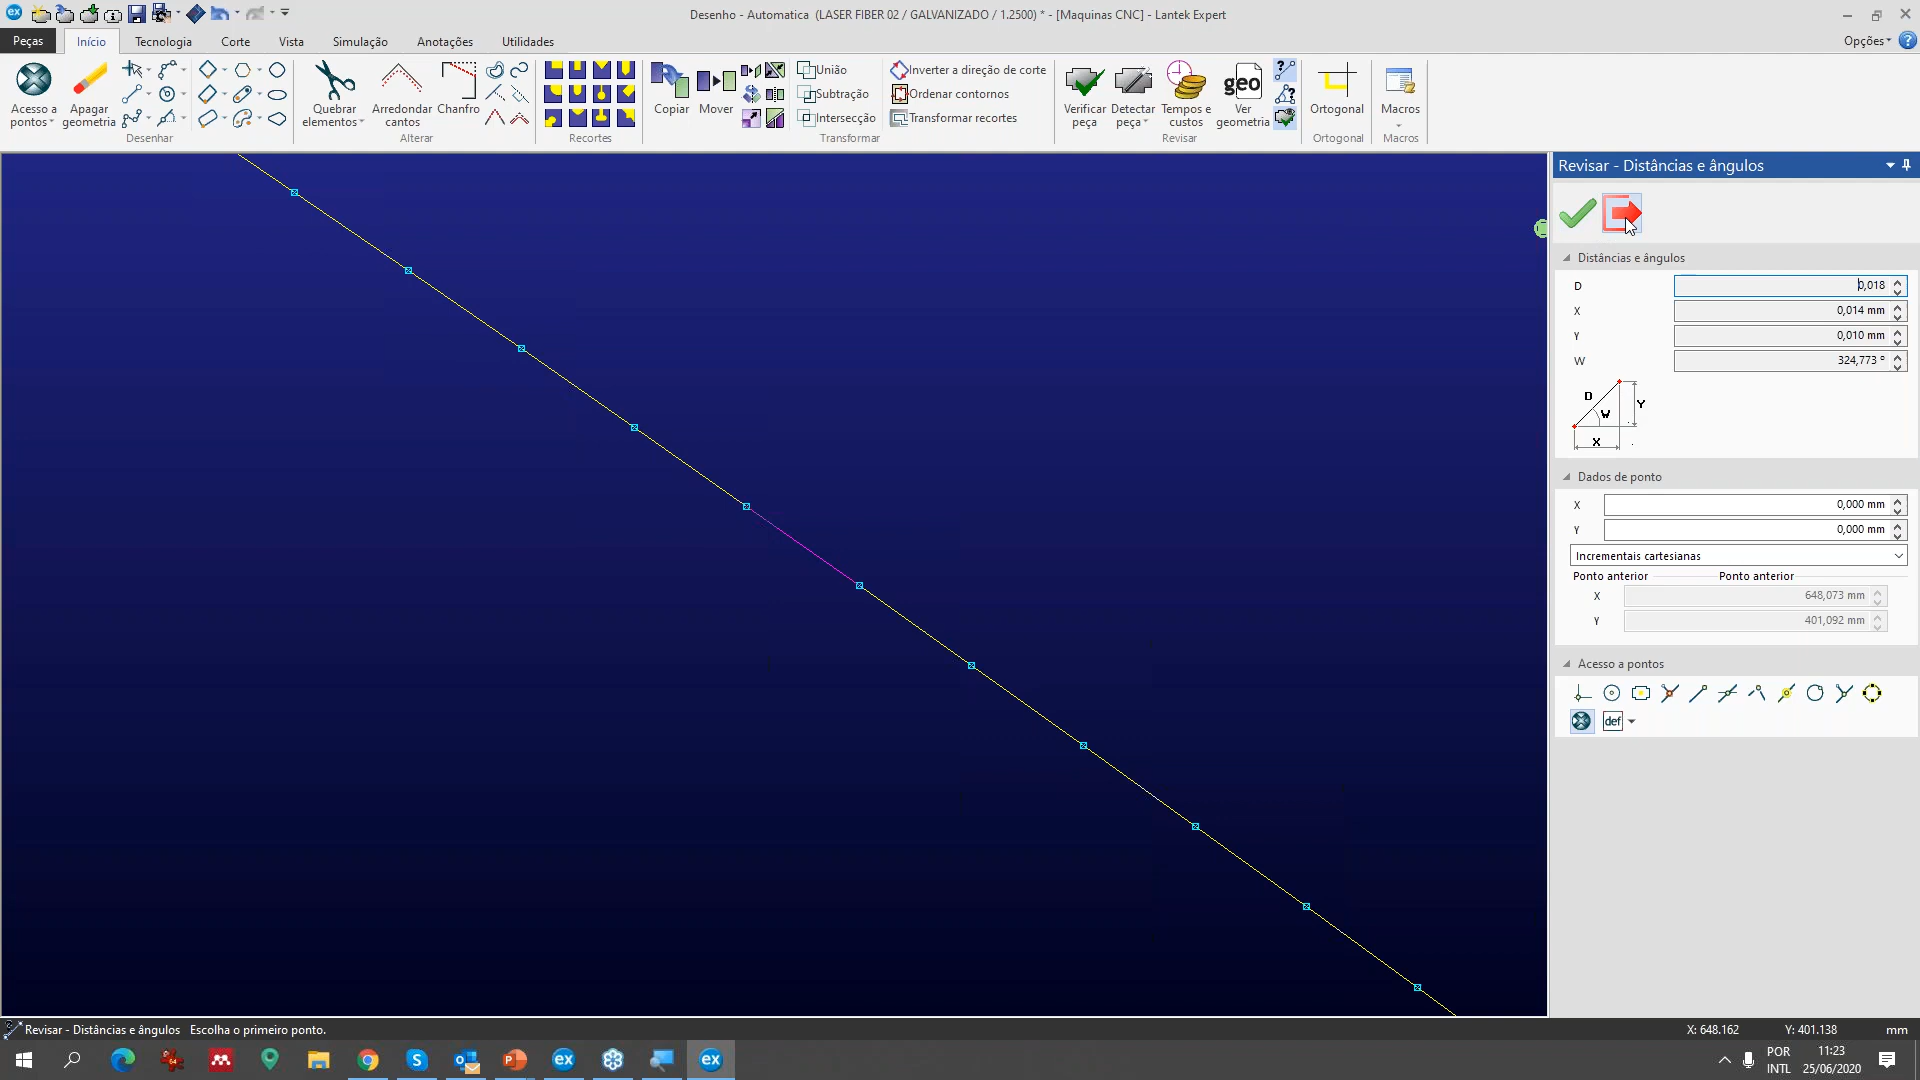 Desenho - Automatica (LASER FIBER 02 / GALVANIZADO / 1.2500) * - [Maquinas CNC] - Lantek Expert
Peças Início Tecnologia Corte Vista Simulação Anotações Utilidades Opções
Acesso a pontos
Apagar geometria
Desenhar
Quebrar elementos
Arredondar cantos
Chanfro
Alterar
Recortes
Copiar
Mover
União
Subtração
Intersecção
Inverter a direção de corte
Ordenar contornos
Transformar recortes
Transformar
Verificar peça
Detectar peça
Tempos e custos
geo
Ver geometria
Revisar
Ortogonal
Ortogonal
Macros
Macros
Revisar - Distâncias e ângulos
Distâncias e ângulos
D 0,018
X 0,014 mm
Y 0,010 mm
W 324,773 º
D
W
Y
X
Dados de ponto
X 0,000 mm
Y 0,000 mm
Incrementais cartesianas
Ponto anterior Ponto anterior
X 648,073 mm
Y 401,092 mm
Acesso a pontos
def
Revisar - Distâncias e ângulos Escolha o primeiro ponto.
X: 648.162 Y: 401.138 mm
POR
INTL
11:23
25/06/2020